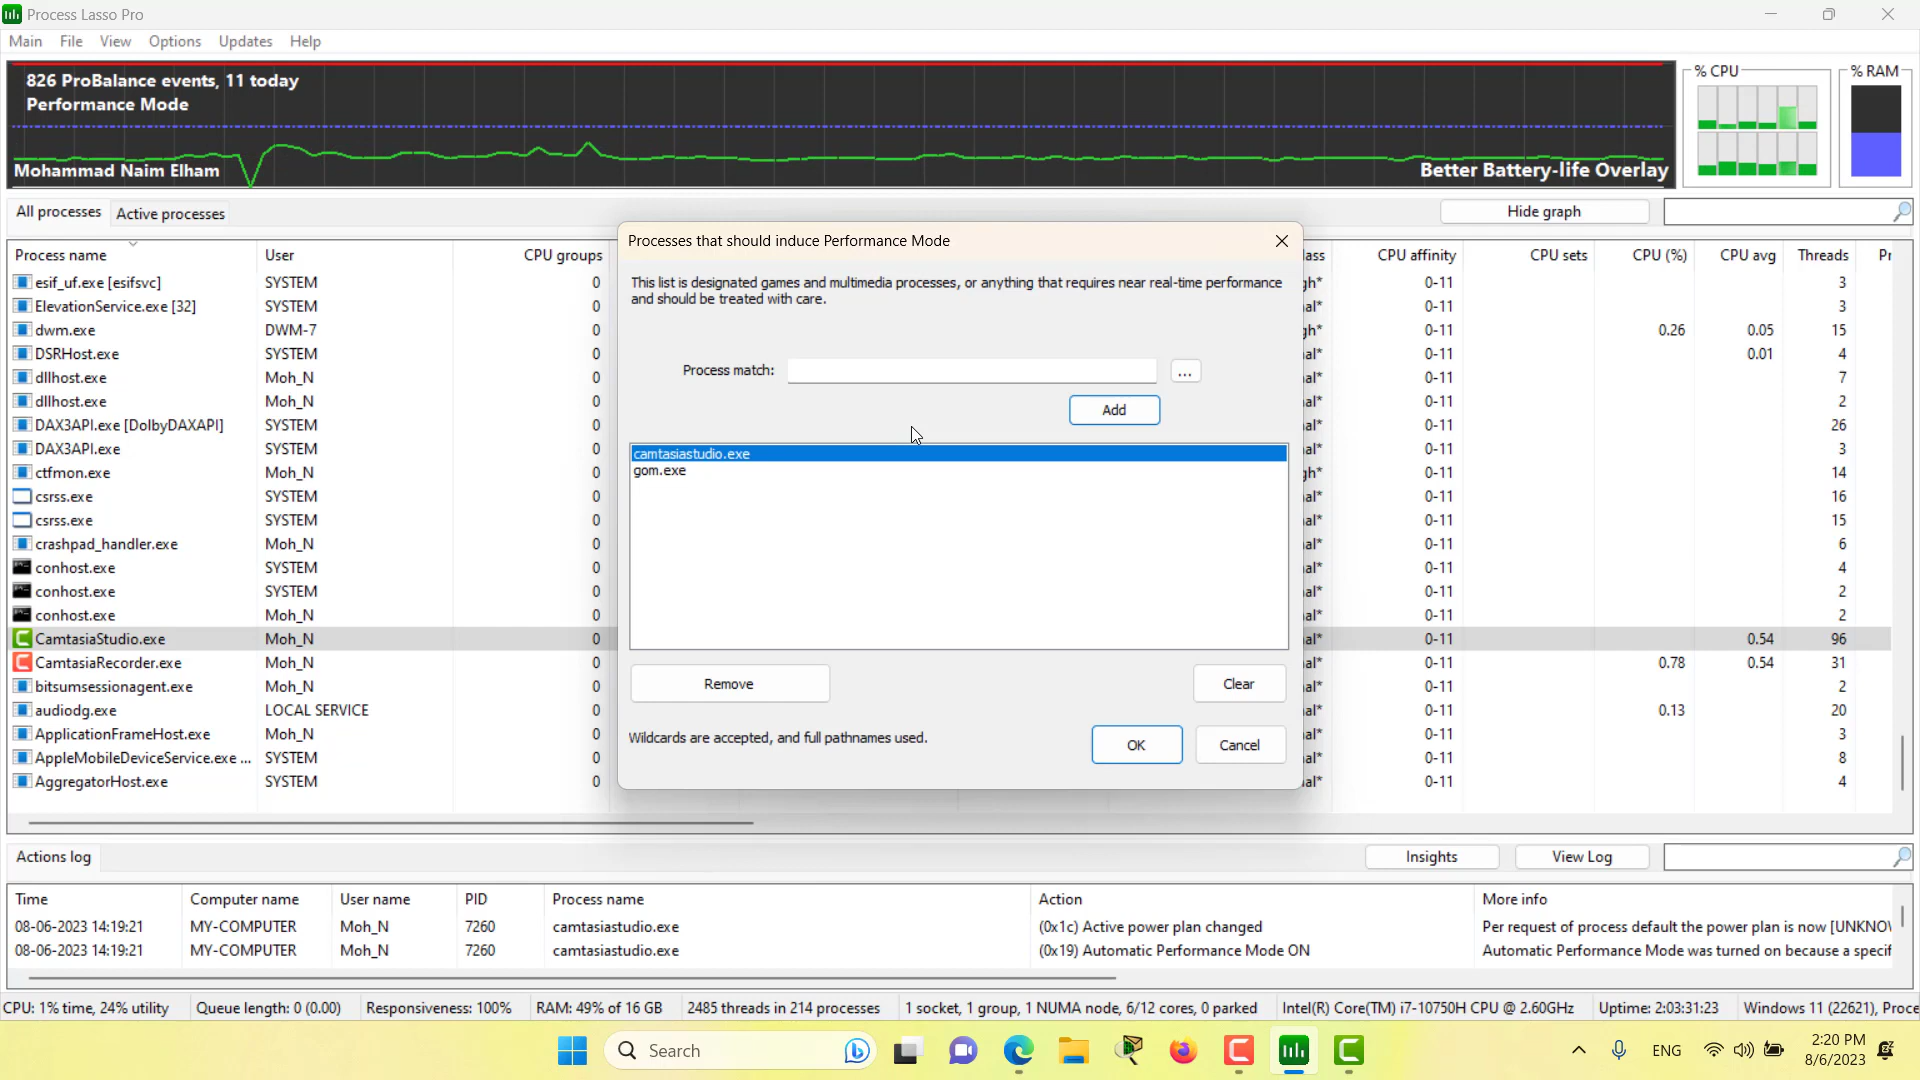 Process Lasso Pro
Main File View Options Updates Help
826 ProBalance events, 11 today
Performance Mode
Mohammad Naim Elham
Better Battery-life Overlay
% CPU
% RAM
All processes Active processes
Hide graph
Process name User CPU groups CPU affinity CPU sets CPU (%) CPU avg Threads
esif_uf.exe [esifsvc] SYSTEM 0 0-11 3
ElevationService.exe [32] SYSTEM 0 0-11 3
dwm.exe DWM-7 0 0-11 0.26 0.05 15
DSRHost.exe SYSTEM 0 0-11 0.01 4
dllhost.exe Moh_N 0 0-11 7
dllhost.exe Moh_N 0 0-11 2
DAX3API.exe [DolbyDAXAPI] SYSTEM 0 0-11 26
DAX3API.exe SYSTEM 0 0-11 3
ctfmon.exe Moh_N 0 0-11 14
csrss.exe SYSTEM 0 0-11 16
csrss.exe SYSTEM 0 0-11 15
crashpad_handler.exe Moh_N 0 0-11 6
conhost.exe SYSTEM 0 0-11 4
conhost.exe SYSTEM 0 0-11 2
conhost.exe Moh_N 0 0-11 2
CamtasiaStudio.exe Moh_N 0 0-11 0.54 96
CamtasiaRecorder.exe Moh_N 0 0-11 0.78 0.54 31
bitsumsessionagent.exe Moh_N 0 0-11 2
audiodg.exe LOCAL SERVICE 0 0-11 0.13 20
ApplicationFrameHost.exe Moh_N 0 0-11 3
AppleMobileDeviceService.exe ... SYSTEM 0 0-11 8
AggregatorHost.exe SYSTEM 0 0-11 4
Processes that should induce Performance Mode
This list is designated games and multimedia processes, or anything that requires near real-time performance
and should be treated with care.
Process match:
...
Add
camtasiastudio.exe
gom.exe
Remove
Clear
Wildcards are accepted, and full pathnames used.
OK
Cancel
Actions log
Insights
View Log
Time Computer name User name PID Process name Action More info
08-06-2023 14:19:21 MY-COMPUTER Moh_N 7260 camtasiastudio.exe (0x1c) Active power plan changed Per request of process default the power plan is now [UNKNOV
08-06-2023 14:19:21 MY-COMPUTER Moh_N 7260 camtasiastudio.exe (0x19) Automatic Performance Mode ON Automatic Performance Mode was turned on because a specif
CPU: 1% time, 24% utility Queue length: 0 (0.00) Responsiveness: 100% RAM: 49% of 16 GB 2485 threads in 214 processes 1 socket, 1 group, 1 NUMA node, 6/12 cores, 0 parked Intel(R) Core(TM) i7-10750H CPU @ 2.60GHz Uptime: 2:03:31:23 Windows 11 (22621), Proce
Search
ENG
2:20 PM
8/6/2023